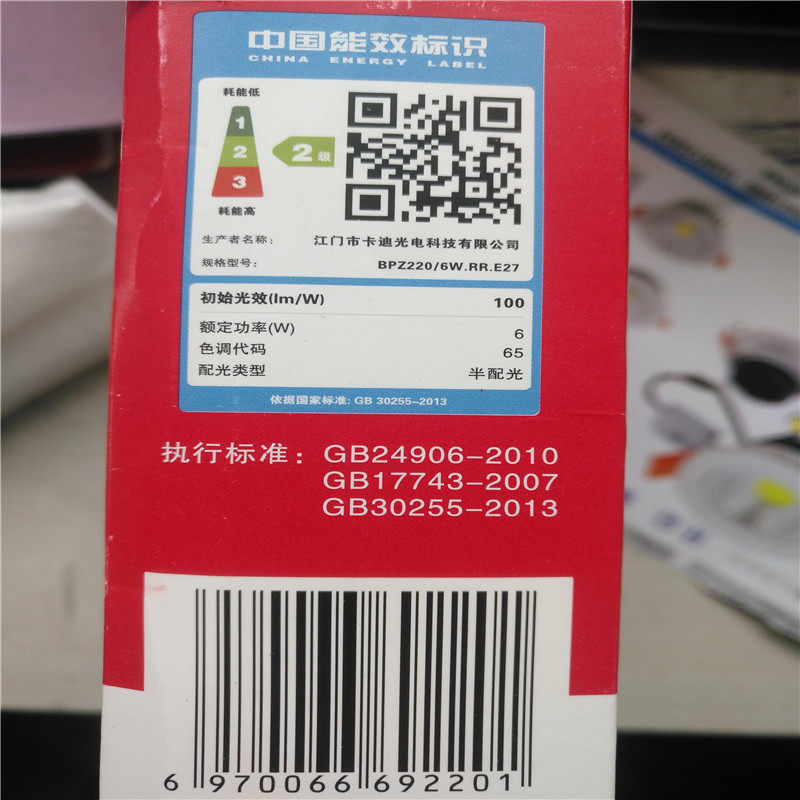 中国能效标识
CHINA ENERGY LABEL
耗能低
1
2
3
2级
耗能高
生产者名称： 江门市卡迪光电科技有限公司
规格型号： BPZ220/6W.RR.E27
初始光效(lm/W) 100
额定功率(W) 6
色调代码 65
配光类型 半配光
依据国家标准: GB 30255-2013
执行标准：GB24906-2010
GB17743-2007
GB30255-2013
6 970066 692201